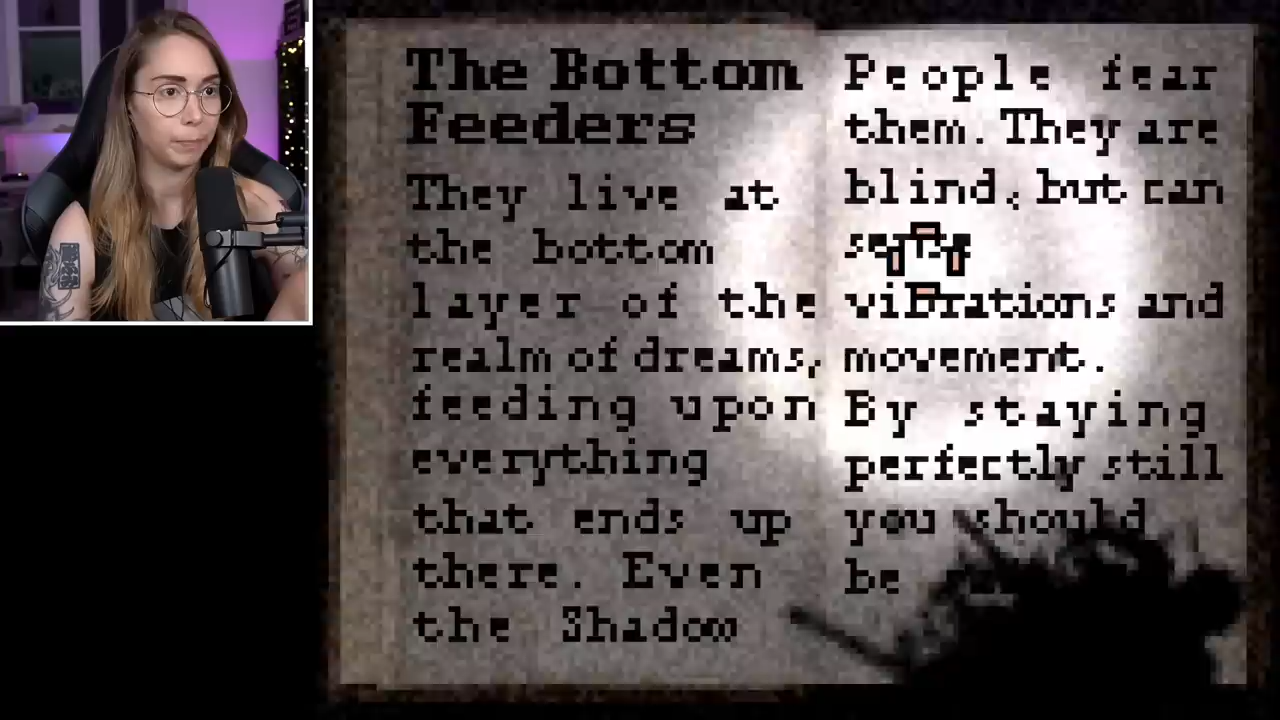 The Bottom
Feeders
They live at
the bottom
layer of the
realm of dreams,
feeding upon
everything
that ends up
there. Even
the Shadow
People fear
them. They are
blind, but can
sense
vibrations and
movement.
By staying
perfectly still
you should
be